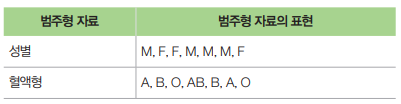 범주형 자료 범주형 자료의 표현
성별 M, F, F, M, M, M, F
혈액형 A, B, O, AB, B, A, O